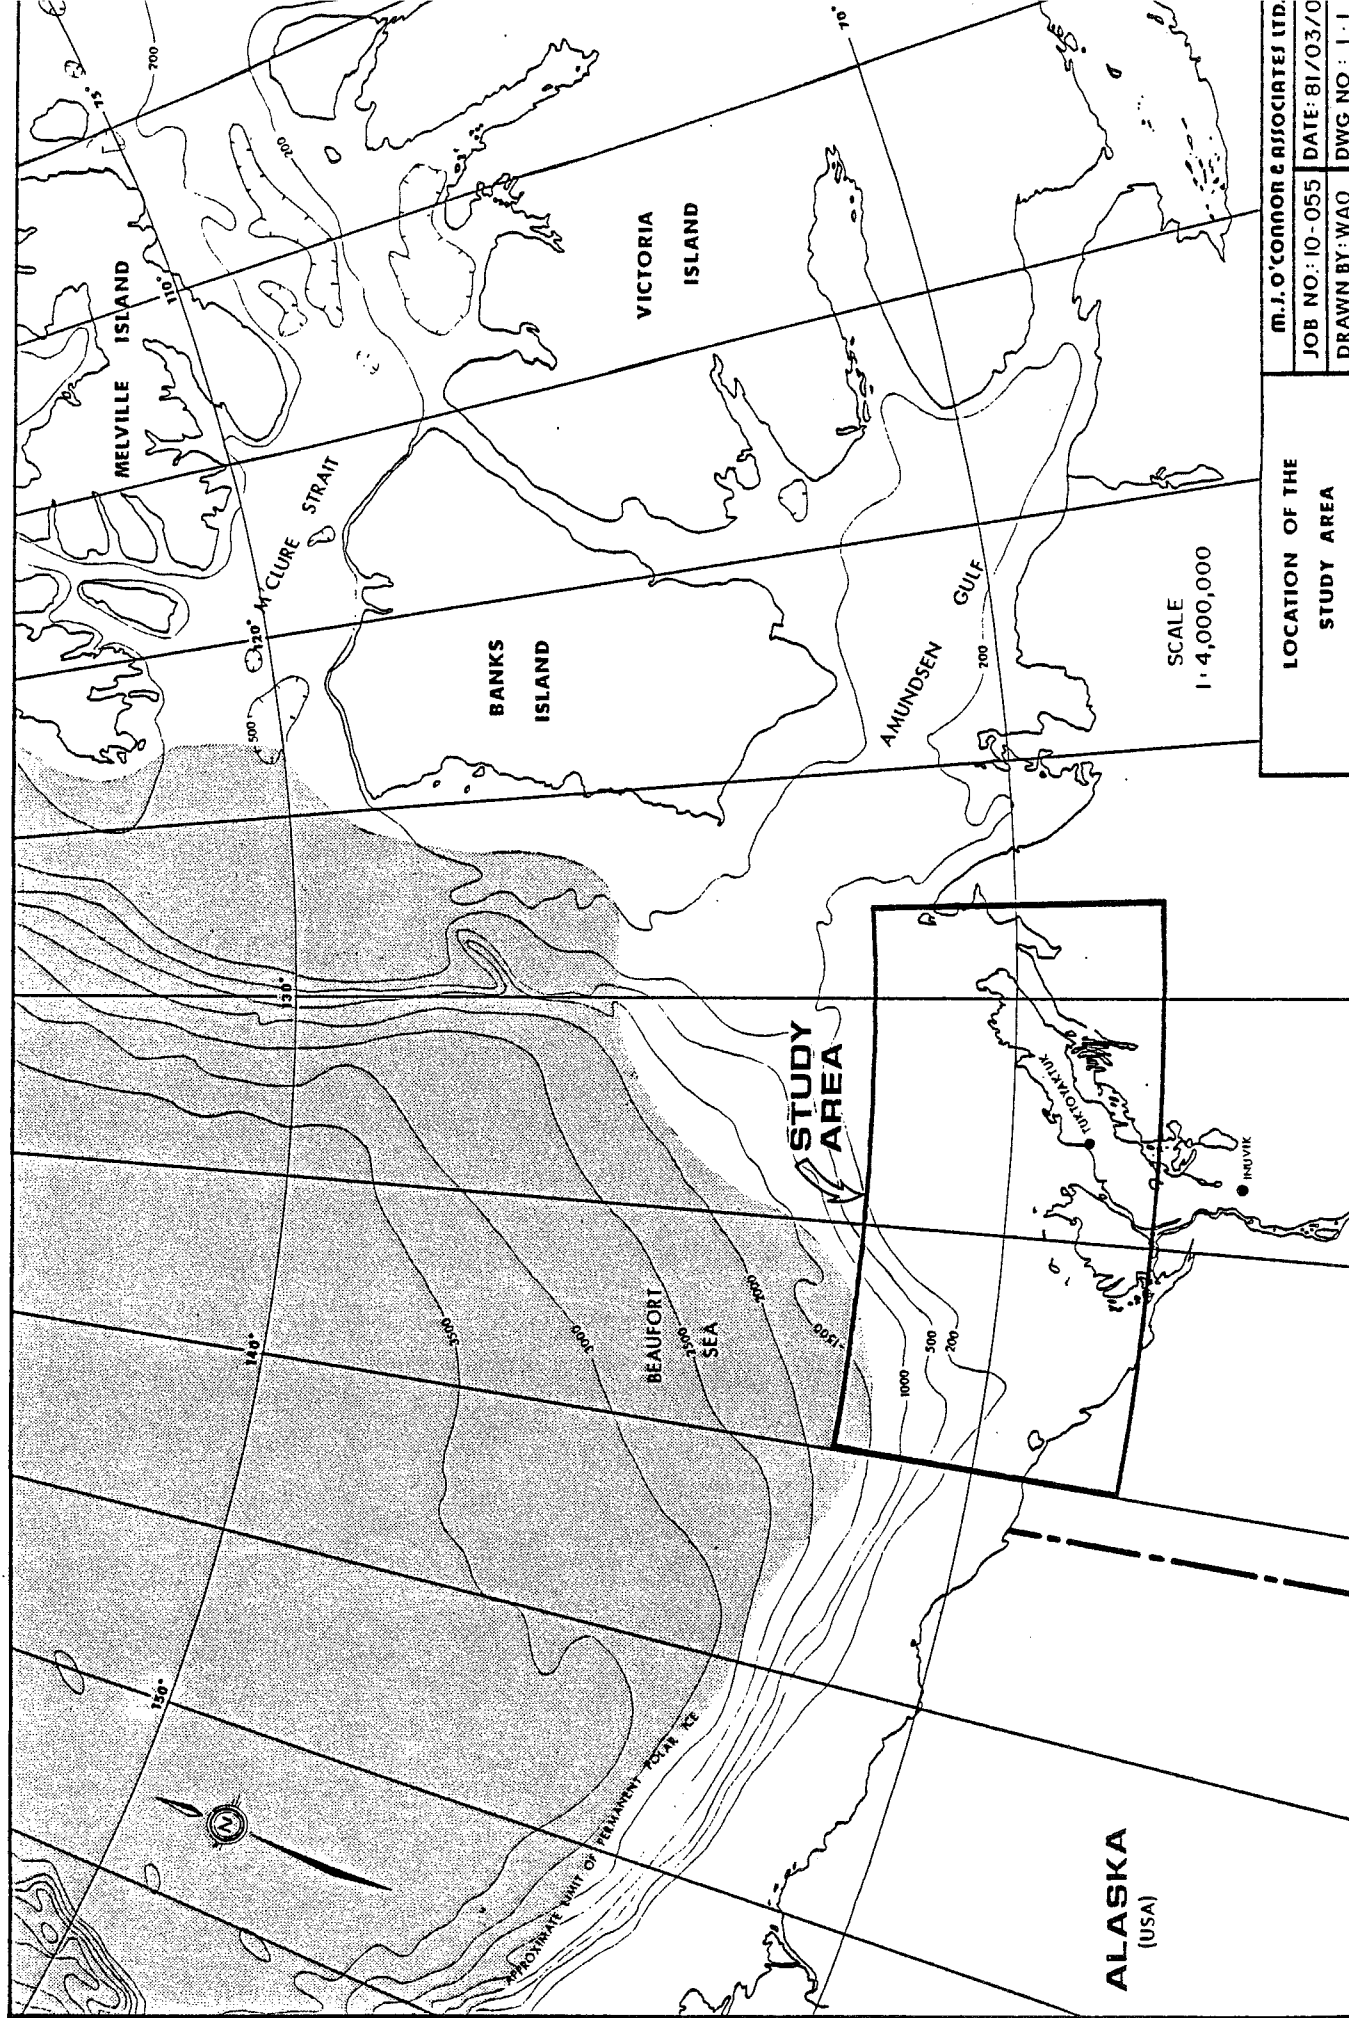 75°
200
200
70°
MELVILLE ISLAND
110°
VICTORIA
ISLAND
M'CLURE STRAIT
120°
500
BANKS
ISLAND
AMUNDSEN GULF
200
SCALE
1:4,000,000
130°
STUDY
AREA
TUKTOYAKTUK
INUVIK
BEAUFORT
SEA
3500
3000
2500
2000
1500
1000
500
200
140°
150°
N
APPROXIMATE LIMIT OF PERMANENT POLAR ICE
ALASKA
(USA)
LOCATION OF THE
STUDY AREA
M.J. O'CONNOR & ASSOCIATES LTD.
JOB NO.: 10-055 DATE: 81/03/0
DRAWN BY: WAO DWG NO: 1-1